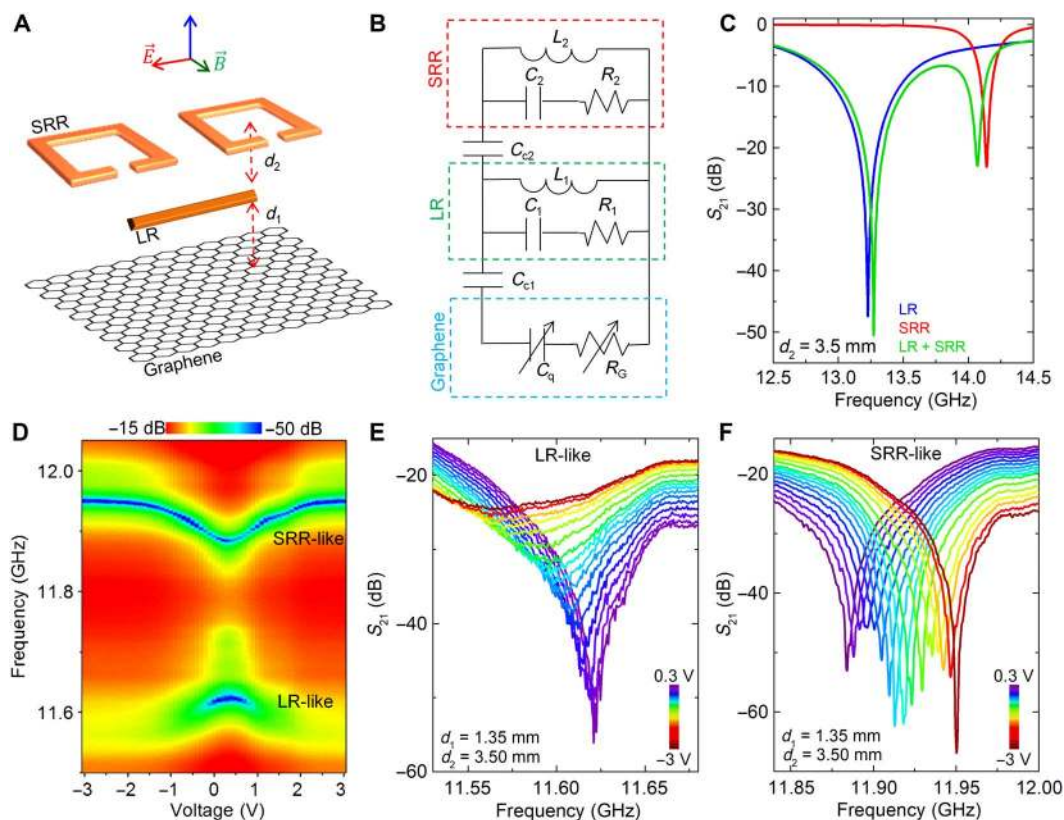 A
E
B
SRR
d2
d1
LR
Graphene
B
SRR
L2
C2
R2
Cc2
LR
L1
C1
R1
Cc1
Graphene
Cq
RG
C
0
−10
−20
−30
−40
−50
S21 (dB)
LR
SRR
LR + SRR
d2 = 3.5 mm
12.5 13.0 13.5 14.0 14.5
Frequency (GHz)
D
−15 dB −50 dB
12.0
11.8
11.6
Frequency (GHz)
SRR-like
LR-like
−3 −2 −1 0 1 2 3
Voltage (V)
E
LR-like
−20
−40
−60
S21 (dB)
0.3 V
−3 V
d1 = 1.35 mm
d2 = 3.50 mm
11.55 11.60 11.65
Frequency (GHz)
F
SRR-like
−20
−40
−60
S21 (dB)
0.3 V
−3 V
d1 = 1.35 mm
d2 = 3.50 mm
11.85 11.90 11.95 12.00
Frequency (GHz)